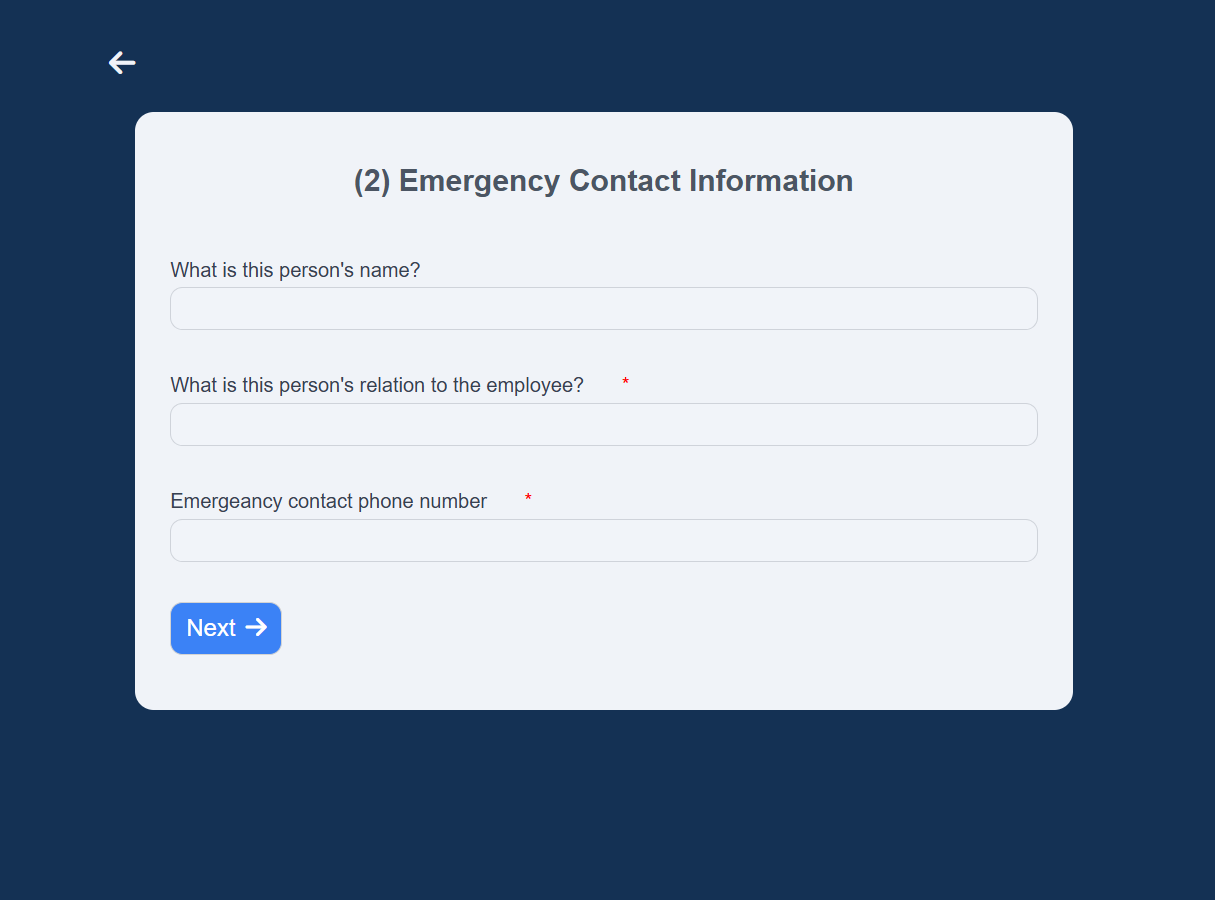 (2) Emergency Contact Information
What is this person's name?
What is this person's relation to the employee? *
Emergeancy contact phone number *
Next